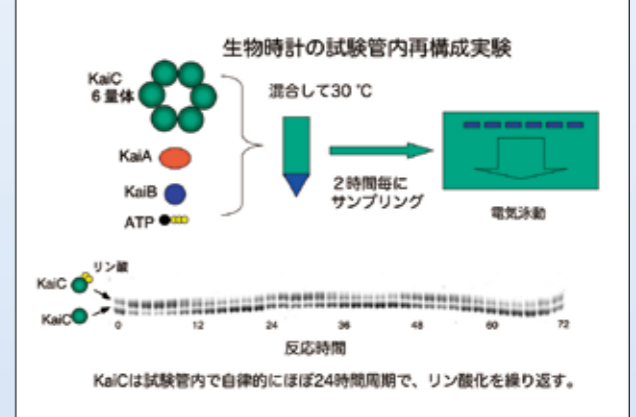 生物時計の試験管内再構成実験
KaiC
6量体
混合して30 ℃
KaiA
KaiB
ATP
2時間毎に
サンプリング
電気泳動
リン酸
KaiC
KaiC
0 12 24 36 48 60 72
反応時間
KaiCは試験管内で自律的にほぼ24時間周期で、リン酸化を繰り返す。